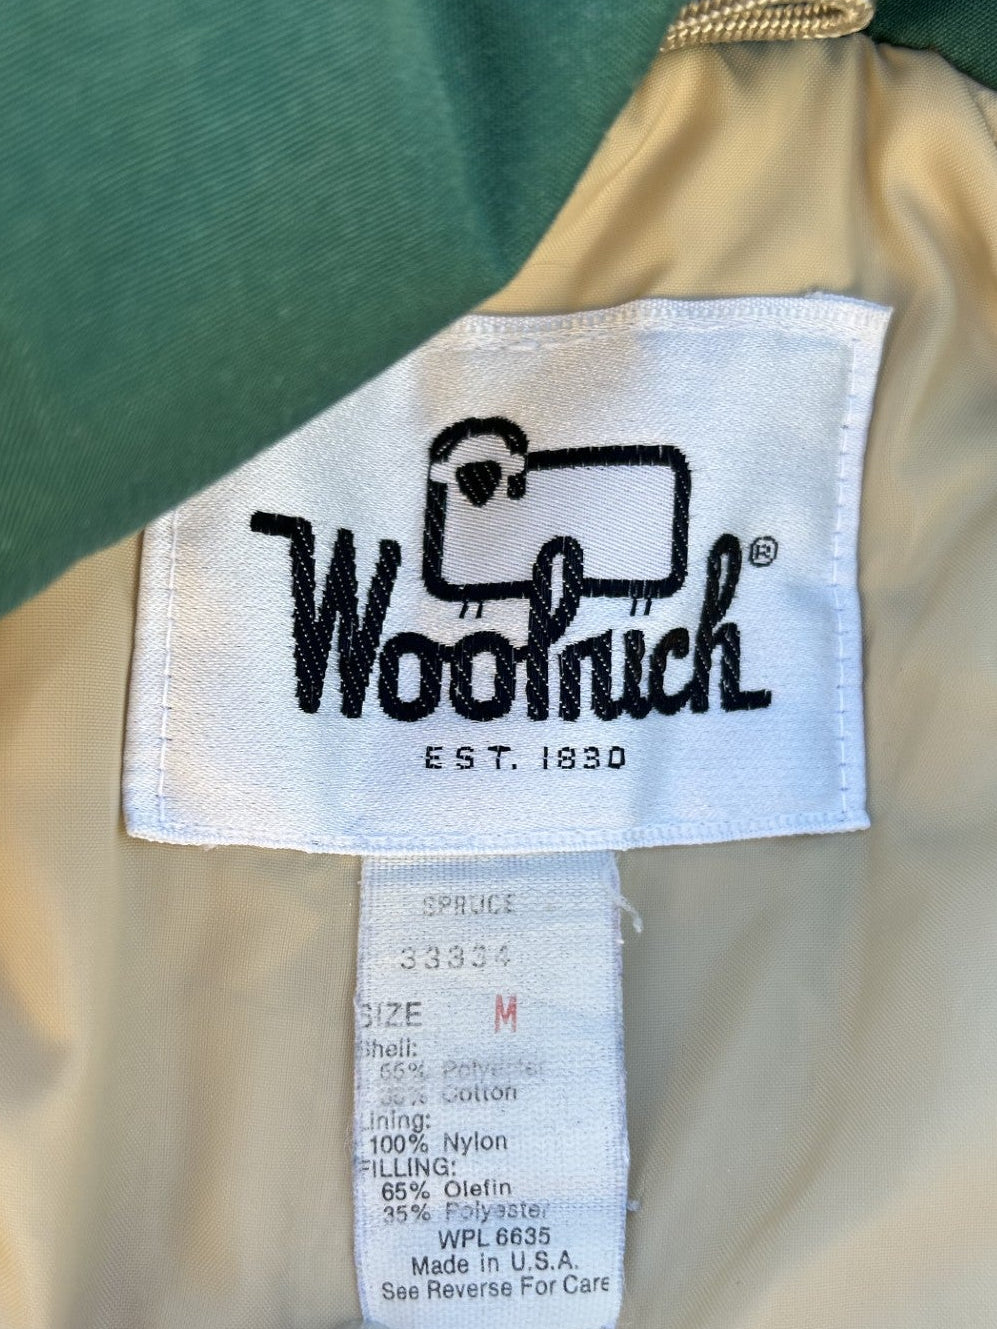 Woolrich®
EST. 1830
SPRUCE
33334
SIZE M
Shell:
65% Polyester
35% Cotton
Lining:
100% Nylon
FILLING:
65% Olefin
35% Polyester
WPL 6635
Made in U.S.A.
See Reverse For Care